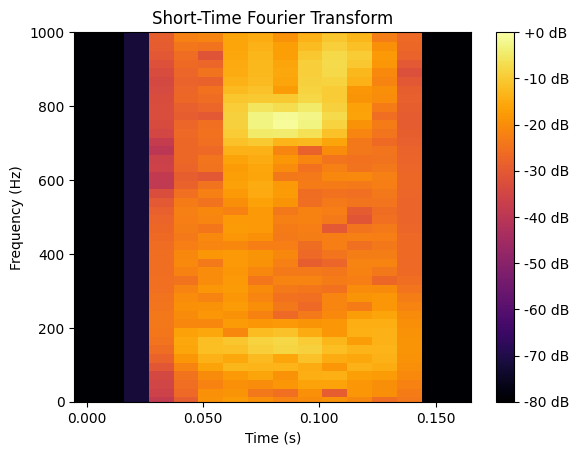 Short-Time Fourier Transform
1000
800
600
400
200
0
Frequency (Hz)
0.000
0.050
0.100
0.150
Time (s)
+0 dB
-10 dB
-20 dB
-30 dB
-40 dB
-50 dB
-60 dB
-70 dB
-80 dB